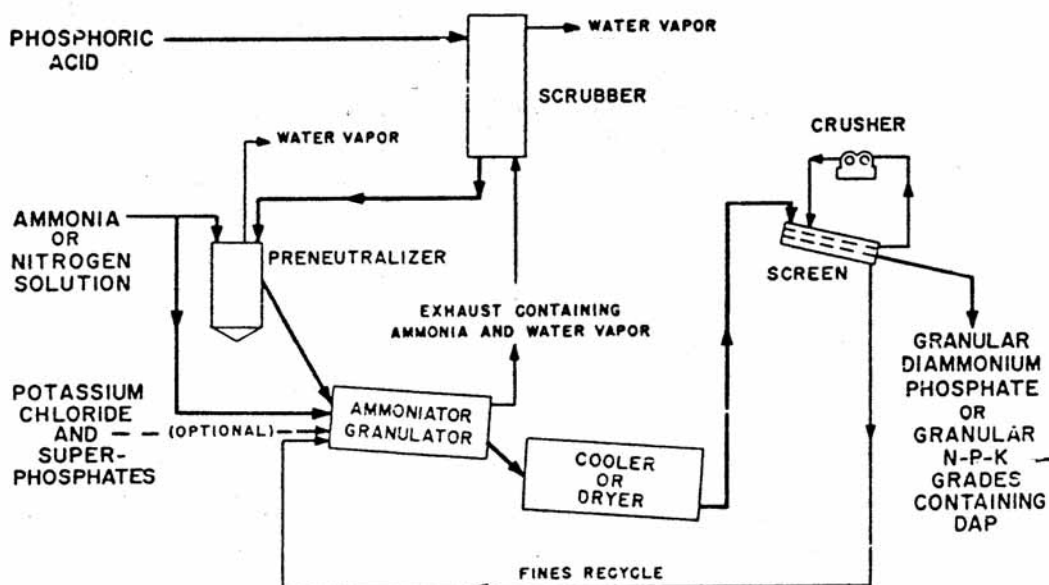 PHOSPHORIC
ACID
WATER VAPOR
SCRUBBER
WATER VAPOR
CRUSHER
AMMONIA
OR
NITROGEN
SOLUTION
PRENEUTRALIZER
SCREEN
EXHAUST CONTAINING
AMMONIA AND WATER VAPOR
POTASSIUM
CHLORIDE
AND
SUPER-
PHOSPHATES
(OPTIONAL)
AMMONIATOR
GRANULATOR
COOLER
OR
DRYER
GRANULAR
DIAMMONIUM
PHOSPHATE
OR
GRANULAR
N-P-K
GRADES
CONTAINING
DAP
FINES RECYCLE